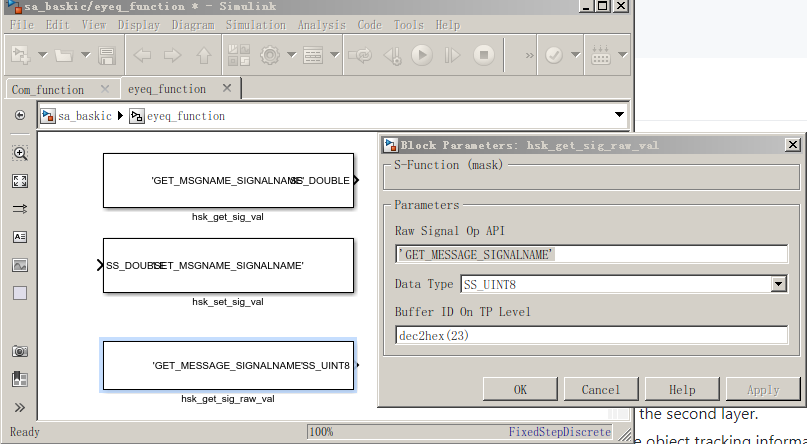 sa_baskic/eyeq_function * - Simulink
File Edit View Display Diagram Simulation Analysis Code Tools Help
»
Com_function
eyeq_function
sa_baskic
eyeq_function
'GET_MSGNAME_SIGNALNAME'
SS_DOUBLE
hsk_get_sig_val
SS_DOUBLE
'SET_MSGNAME_SIGNALNAME'
hsk_set_sig_val
'GET_MESSAGE_SIGNALNAME'
SS_UINT8
hsk_get_sig_raw_val
»
Ready
100%
FixedStepDiscrete
Block Parameters: hsk_get_sig_raw_val
S-Function (mask)
Parameters
Raw Signal Op API
'GET_MESSAGE_SIGNALNAME'
Data Type SS_UINT8
Buffer ID On TP Level
dec2hex(23)
OK Cancel Help Apply
the second layer.
object tracking